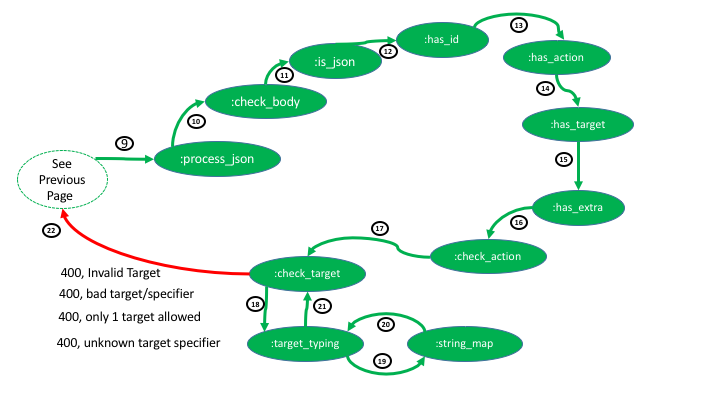 13
:has_id
12
:is_json
:has_action
11
14
:check_body
10
:has_target
9
:process_json
15
See
Previous
Page
:has_extra
16
22
17
:check_action
400, Invalid Target
:check_target
400, bad target/specifier
18
21
400, only 1 target allowed
20
400, unknown target specifier
:target_typing
:string_map
19